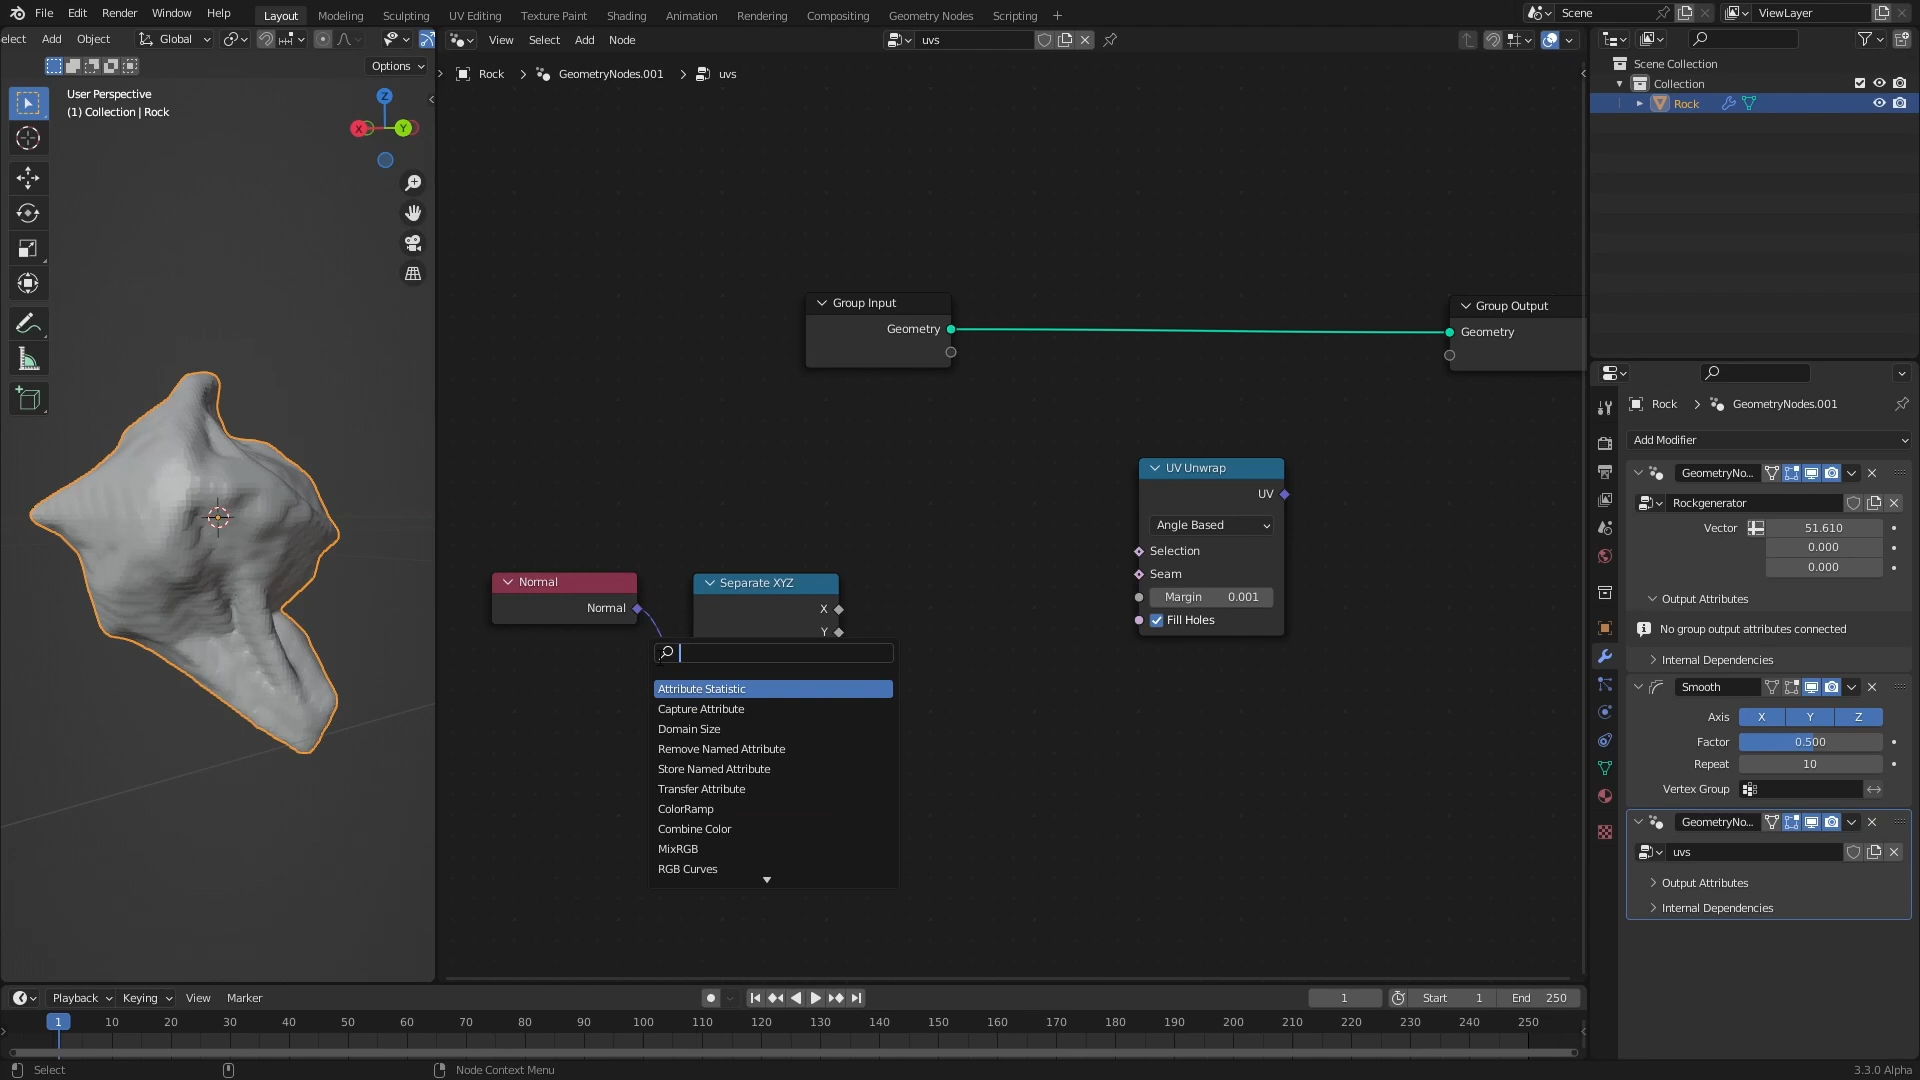 File Edit Render Window Help Layout Modeling Sculpting UV Editing Texture Paint Shading Animation Rendering Compositing Geometry Nodes Scripting + Scene ViewLayer
elect Add Object Global View Select Add Node uvs
Options
Rock > GeometryNodes.001 > uvs
User Perspective
(1) Collection | Rock
Z
X
Y
Group Input
Geometry
Group Output
Geometry
UV Unwrap
UV
Angle Based
Selection
Seam
Margin 0.001
Fill Holes
Normal
Normal
Separate XYZ
X
Y
Attribute Statistic
Capture Attribute
Domain Size
Remove Named Attribute
Store Named Attribute
Transfer Attribute
ColorRamp
Combine Color
MixRGB
RGB Curves
Scene Collection
Collection
Rock
Rock > GeometryNodes.001
Add Modifier
GeometryNo...
Rockgenerator
Vector 51.610
0.000
0.000
Output Attributes
No group output attributes connected
Internal Dependencies
Smooth
Axis X Y Z
Factor 0.500
Repeat 10
Vertex Group
GeometryNo...
uvs
Output Attributes
Internal Dependencies
Playback Keying View Marker 1 Start 1 End 250
1 10 20 30 40 50 60 70 80 90 100 110 120 130 140 150 160 170 180 190 200 210 220 230 240 250
Select Node Context Menu 3.3.0 Alpha